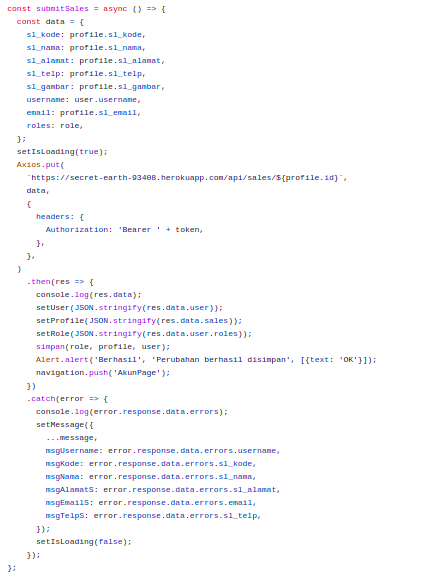 const submitSales = async () => {
  const data = {
    sl_kode: profile.sl_kode,
    sl_nama: profile.sl_nama,
    sl_alamat: profile.sl_alamat,
    sl_telp: profile.sl_telp,
    sl_gambar: profile.sl_gambar,
    username: user.username,
    email: profile.sl_email,
    roles: role,
  };
  setIsLoading(true);
  Axios.put(
    `https://secret-earth-93408.herokuapp.com/api/sales/${profile.id}`,
    data,
    {
      headers: {
        Authorization: 'Bearer ' + token,
      },
    },
  )
    .then(res => {
      console.log(res.data);
      setUser(JSON.stringify(res.data.user));
      setProfile(JSON.stringify(res.data.sales));
      setRole(JSON.stringify(res.data.user.roles));
      simpan(role, profile, user);
      Alert.alert('Berhasil', 'Perubahan berhasil disimpan', [{text: 'OK'}]);
      navigation.push('AkunPage');
    })
    .catch(error => {
      console.log(error.response.data.errors);
      setMessage({
        ...message,
        msgUsername: error.response.data.errors.username,
        msgKode: error.response.data.errors.sl_kode,
        msgNama: error.response.data.errors.sl_nama,
        msgAlamatS: error.response.data.errors.sl_alamat,
        msgEmailS: error.response.data.errors.email,
        msgTelpS: error.response.data.errors.sl_telp,
      });
      setIsLoading(false);
    });
};